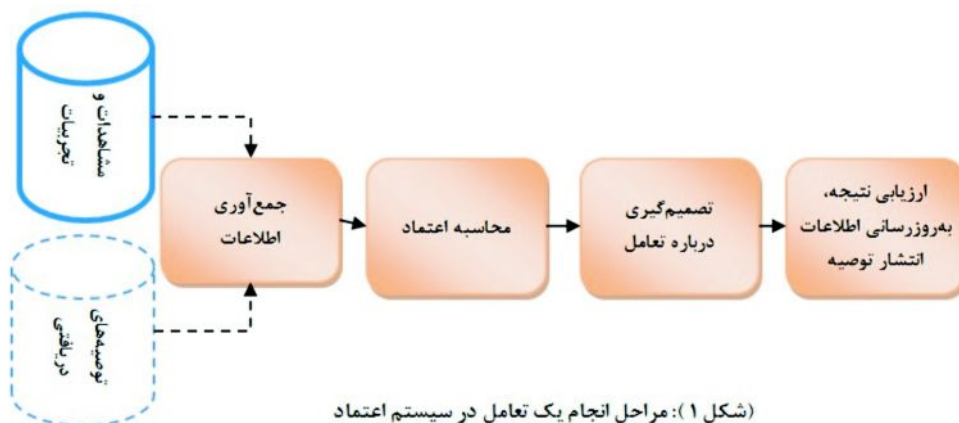 مشاهدات و
تجربیات
توصیه‌های
دریافتی
جمع‌آوری
اطلاعات
محاسبه اعتماد
تصمیم‌گیری
درباره تعامل
ارزیابی نتیجه،
به‌روزرسانی اطلاعات
انتشار توصیه
(شکل ۱): مراحل انجام یک تعامل در سیستم اعتماد